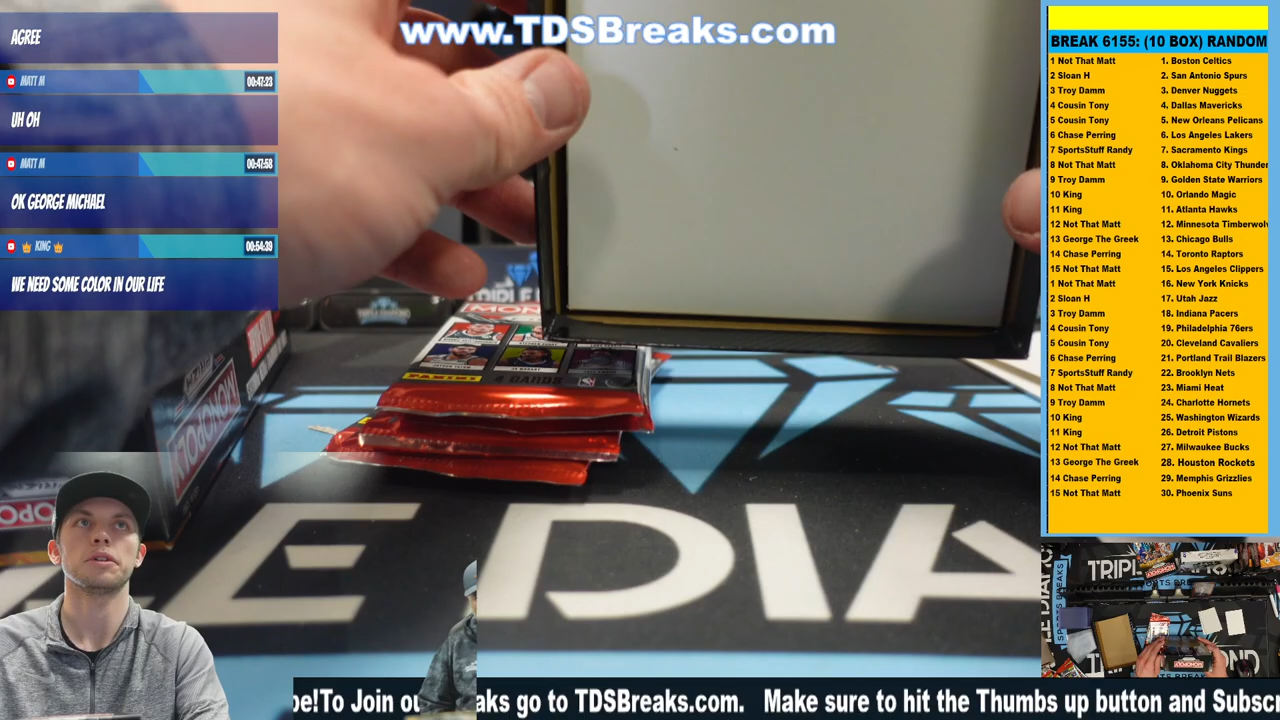 www.TDSBreaks.com
AGREE
MATT M
00:47:23
UH OH
MATT M
00:47:58
OK GEORGE MICHAEL
KING
00:54:39
WE NEED SOME COLOR IN OUR LIFE
BREAK 6155: (10 BOX) RANDOM
1 Not That Matt 1. Boston Celtics
2 Sloan H 2. San Antonio Spurs
3 Troy Damm 3. Denver Nuggets
4 Cousin Tony 4. Dallas Mavericks
5 Cousin Tony 5. New Orleans Pelicans
6 Chase Perring 6. Los Angeles Lakers
7 SportsStuff Randy 7. Sacramento Kings
8 Not That Matt 8. Oklahoma City Thunder
9 Troy Damm 9. Golden State Warriors
10 King 10. Orlando Magic
11 King 11. Atlanta Hawks
12 Not That Matt 12. Minnesota Timberwolv
13 George The Greek 13. Chicago Bulls
14 Chase Perring 14. Toronto Raptors
15 Not That Matt 15. Los Angeles Clippers
1 Not That Matt 16. New York Knicks
2 Sloan H 17. Utah Jazz
3 Troy Damm 18. Indiana Pacers
4 Cousin Tony 19. Philadelphia 76ers
5 Cousin Tony 20. Cleveland Cavaliers
6 Chase Perring 21. Portland Trail Blazers
7 SportsStuff Randy 22. Brooklyn Nets
8 Not That Matt 23. Miami Heat
9 Troy Damm 24. Charlotte Hornets
10 King 25. Washington Wizards
11 King 26. Detroit Pistons
12 Not That Matt 27. Milwaukee Bucks
13 George The Greek 28. Houston Rockets
14 Chase Perring 29. Memphis Grizzlies
15 Not That Matt 30. Phoenix Suns
PANINI
4 CARDS
MONOPOLY
LE DIA
TRIPL
be!To Join ou aks go to TDSBreaks.com. Make sure to hit the Thumbs up button and Subsc